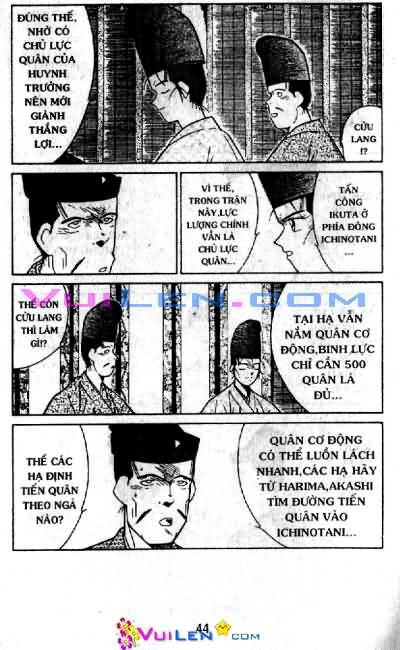 ĐÚNG THẾ,
NHỜ CÓ
CHỦ LỰC
QUÂN CỦA
HUYNH
TRƯỞNG
NÊN MỚI
GIÀNH
THẮNG
LỢI...
CỬU
LANG
!?
VÌ THẾ,
TRONG TRẬN
NÀY,LỰC
LƯỢNG CHÍNH
VẪN LÀ
CHỦ LỰC
QUÂN...
TẤN
CÔNG
IKUTA Ở
PHÍA ĐÔNG
ICHINOTANI
...
THẾ CÒN
CỬU LANG
THÌ LÀM
GÌ!?
VuiLen.com
TẠI HẠ VẪN
NẮM QUÂN CƠ
ĐỘNG,BINH LỰC
CHỈ CẦN 500
QUÂN LÀ
ĐỦ...
THẾ CÁC
HẠ ĐỊNH
TIẾN QUÂN
THEO NGẢ
NÀO?
QUÂN CƠ ĐỘNG
CÓ THỂ LUỒN LÁCH
NHANH,CÁC HẠ HÃY
TỪ HARIMA,AKASHI
TÌM ĐƯỜNG TIẾN
QUÂN VÀO
ICHINOTANI...
44
VuiLen